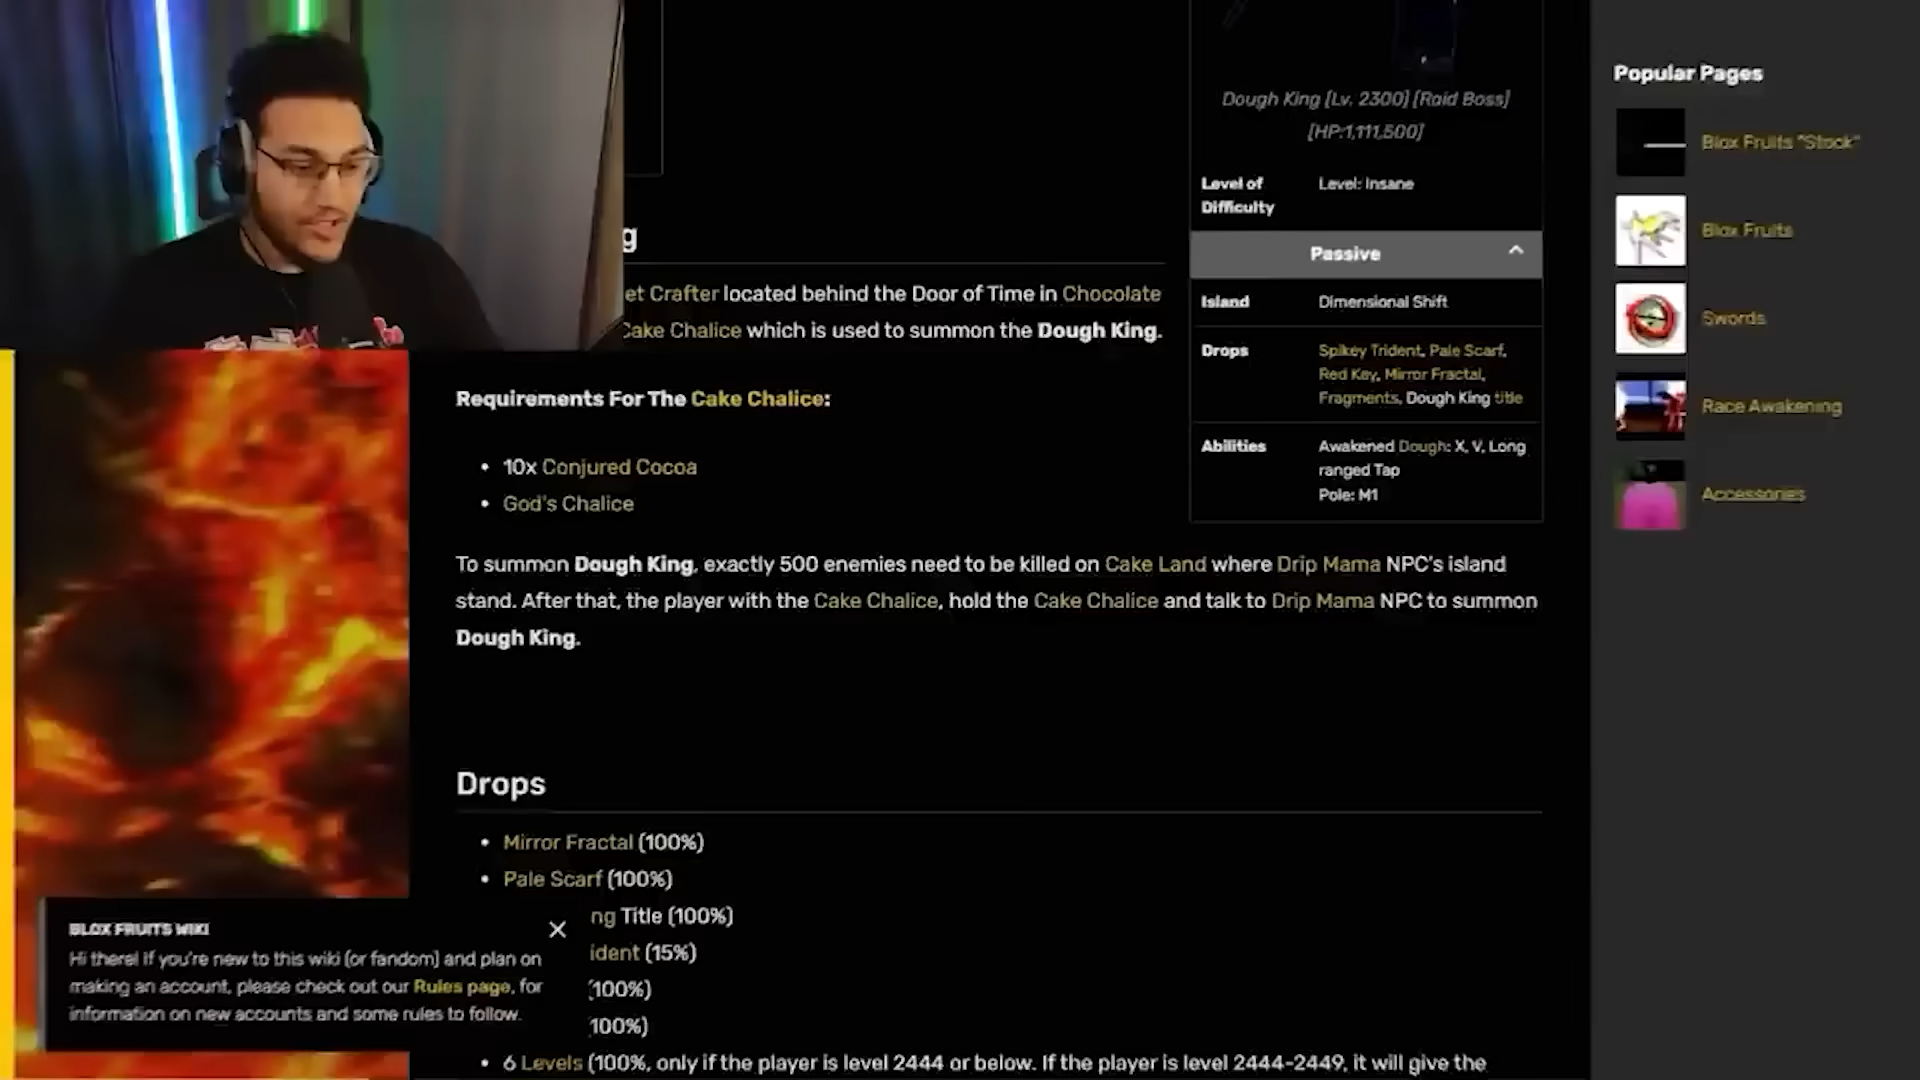 Dough King [Lv. 2300] [Raid Boss]
[HP:1,111,500]
Level of
Difficulty
Level: Insane
Passive
Island
Dimensional Shift
Drops
Spikey Trident, Pale Scarf,
Red Key, Mirror Fractal,
Fragments, Dough King title
Abilities
Awakened Dough: X, V, Long
ranged Tap
Pole: M1
g
et Crafter located behind the Door of Time in Chocolate
Cake Chalice which is used to summon the Dough King.
Requirements For The Cake Chalice:
• 10x Conjured Cocoa
• God's Chalice
To summon Dough King, exactly 500 enemies need to be killed on Cake Land where Drip Mama NPC's island
stand. After that, the player with the Cake Chalice, hold the Cake Chalice and talk to Drip Mama NPC to summon
Dough King.
Drops
• Mirror Fractal (100%)
• Pale Scarf (100%)
ng Title (100%)
ident (15%)
(100%)
100%)
• 6 Levels (100%, only if the player is level 2444 or below. If the player is level 2444-2449, it will give the
BLOX FRUITS WIKI
Hi there! If you're new to this wiki (or fandom) and plan on
making an account, please check out our Rules page, for
information on new accounts and some rules to follow.
Popular Pages
Blox Fruits "Stock"
Blox Fruits
Swords
Race Awakening
Accessories